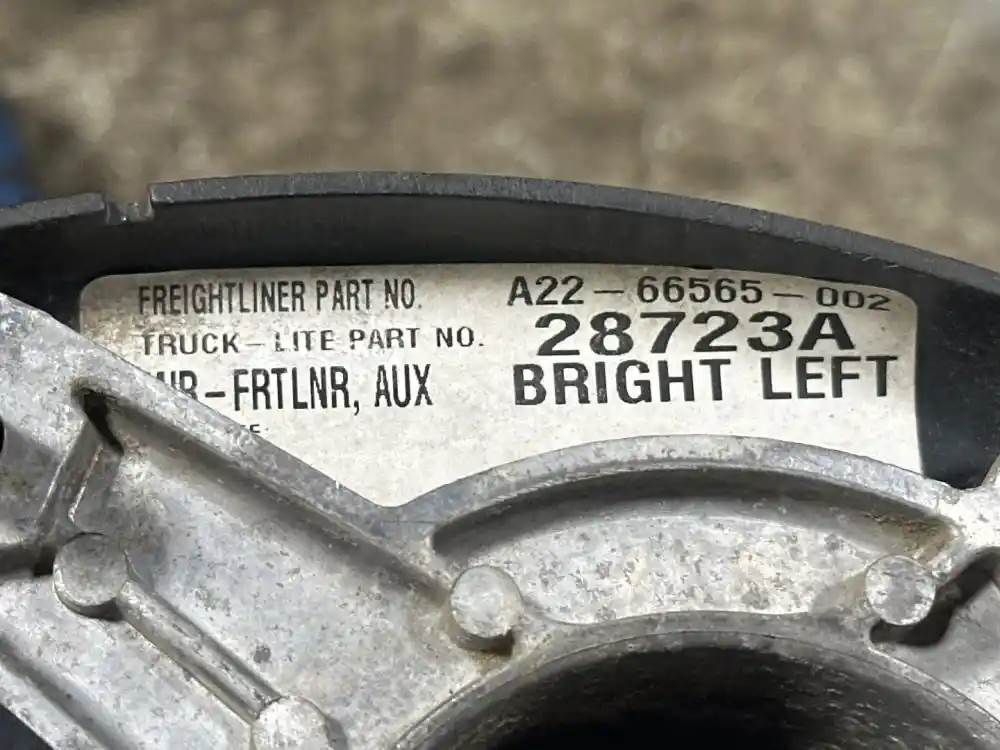 FREIGHTLINER PART NO. A22-66565-002
TRUCK-LITE PART NO. 28723A
-FRTLNR, AUX BRIGHT LEFT